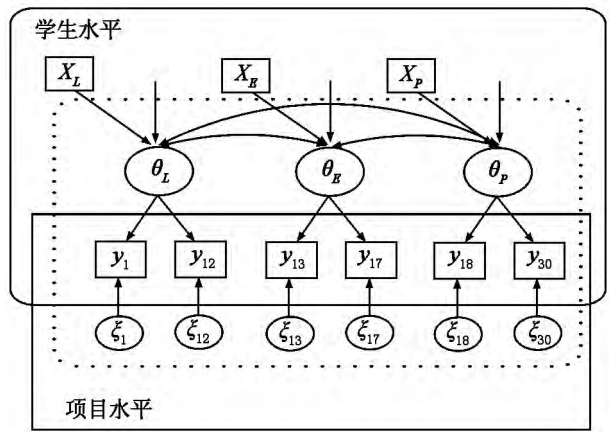 学生水平
X_L X_E X_P
θ_L θ_E θ_P
y_1 y_12 y_13 y_17 y_18 y_30
ξ_1 ξ_12 ξ_13 ξ_17 ξ_18 ξ_30
项目水平